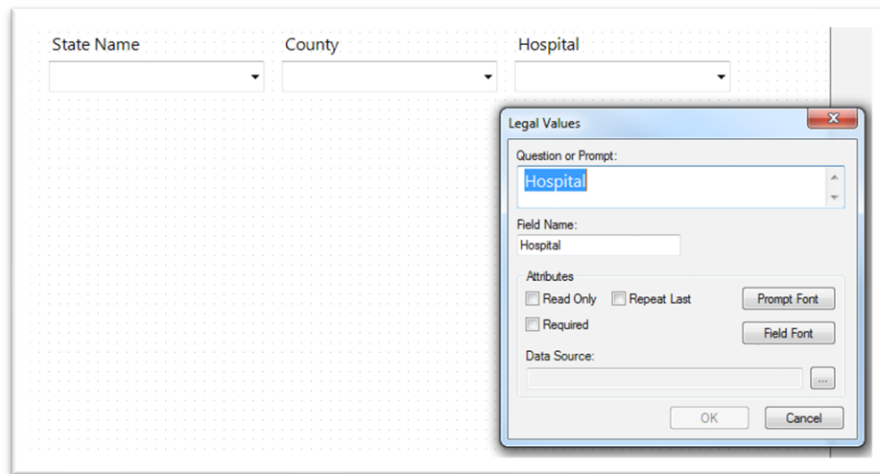 State Name County Hospital
Legal Values
Question or Prompt:
Hospital
Field Name:
Hospital
Attributes
Read Only Repeat Last Prompt Font
Required Field Font
Data Source:
...
OK Cancel